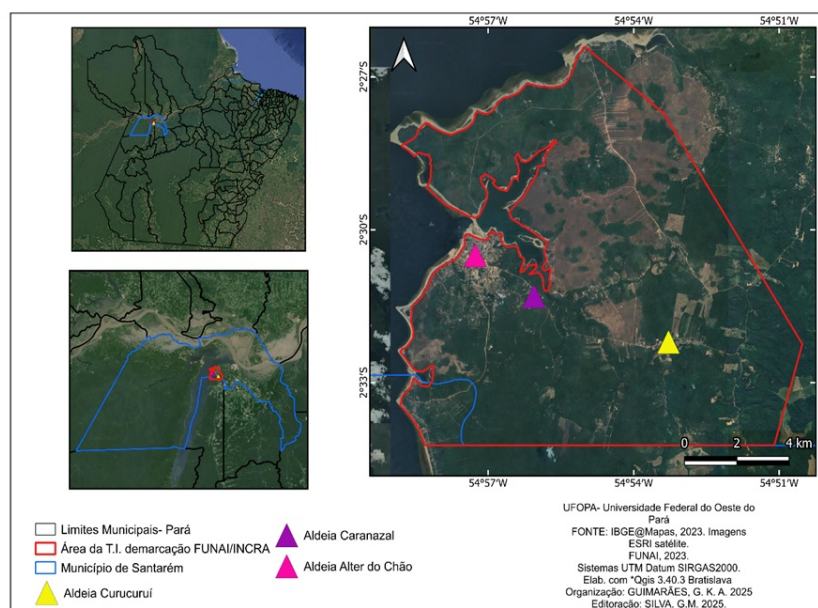 54°57'W 54°54'W 54°51'W
2°27'S
2°30'S
2°33'S
0 2 4 km
54°57'W 54°54'W 54°51'W
Limites Municipais- Pará
Área da T.I. demarcação FUNAI/INCRA
Município de Santarém
Aldeia Curucuruí
Aldeia Caranazal
Aldeia Alter do Chão
UFOPA- Universidade Federal do Oeste do
Pará
FONTE: IBGE@Mapas, 2023. Imagens
ESRI satélite.
FUNAI, 2023.
Sistemas UTM Datum SIRGAS2000.
Elab. com "Qgis 3.40.3 Bratislava
Organização: GUIMARÃES, G. K. A. 2025
Editoração: SILVA. G.M. 2025.